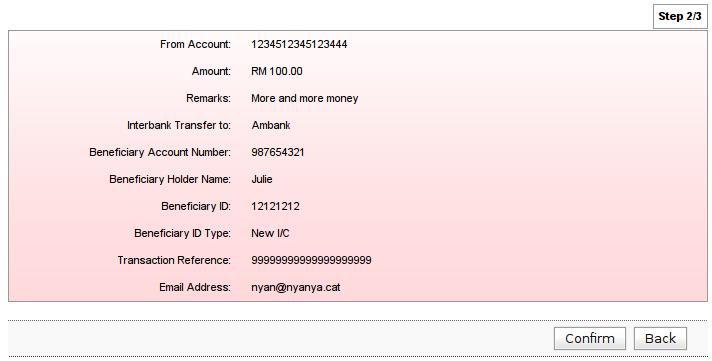 Step 2/3
From Account: 1234512345123444
Amount: RM 100.00
Remarks: More and more money
Interbank Transfer to: Ambank
Beneficiary Account Number: 987654321
Beneficiary Holder Name: Julie
Beneficiary ID: 12121212
Beneficiary ID Type: New I/C
Transaction Reference: 99999999999999999999
Email Address: nyan@nyanya.cat
Confirm Back